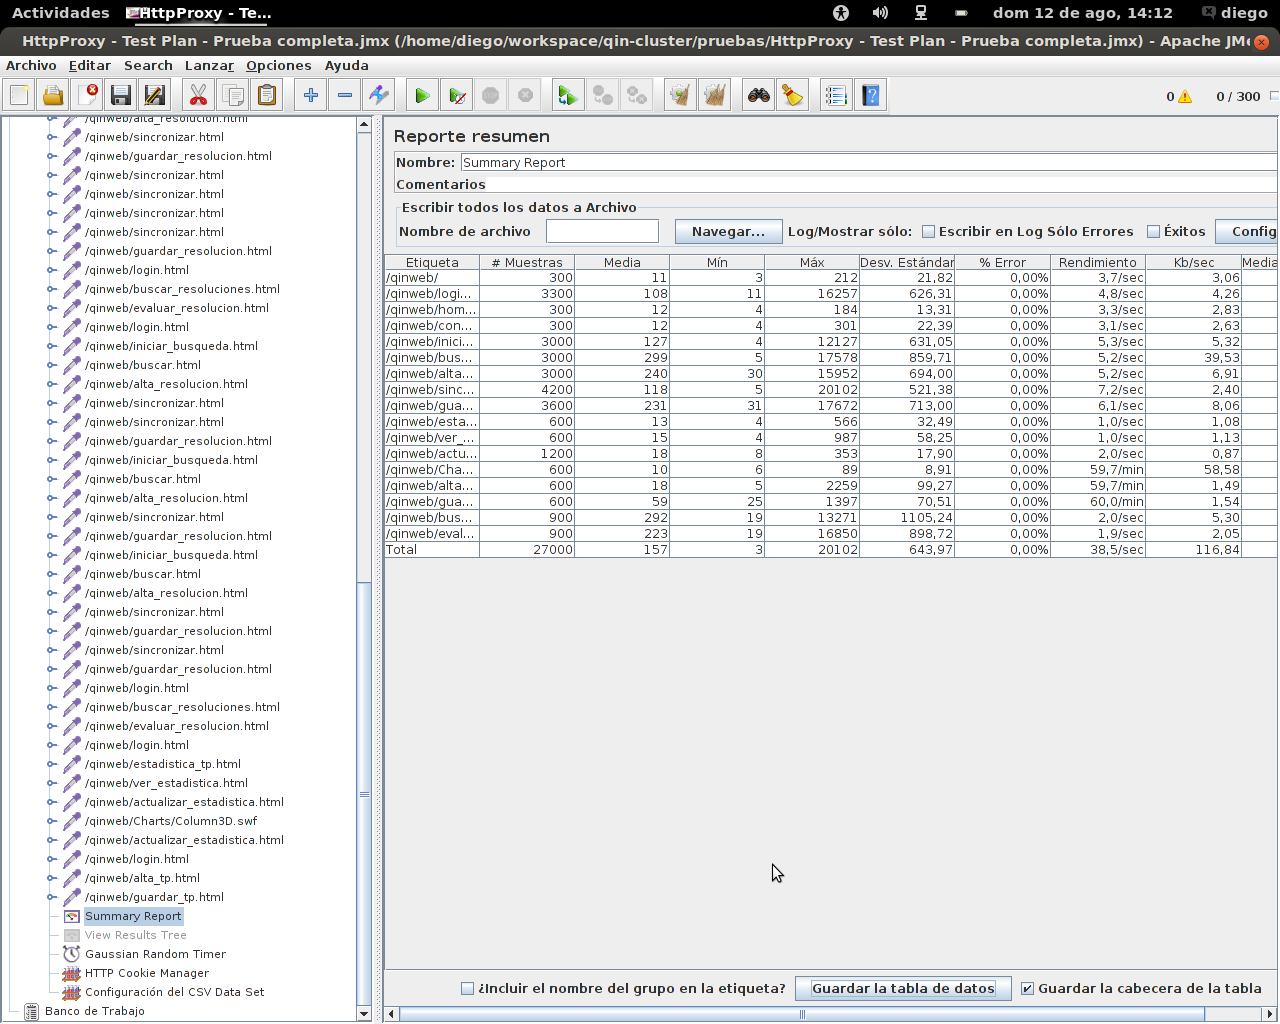 Actividades HttpProxy - Te... dom 12 de ago, 14:12 diego
HttpProxy - Test Plan - Prueba completa.jmx (/home/diego/workspace/qin-cluster/pruebas/HttpProxy - Test Plan - Prueba completa.jmx) - Apache JMe
Archivo Editar Search Lanzar Opciones Ayuda
0 0 / 300
/qinweb/alta_resolucion.html
/qinweb/sincronizar.html
/qinweb/guardar_resolucion.html
/qinweb/sincronizar.html
/qinweb/sincronizar.html
/qinweb/sincronizar.html
/qinweb/sincronizar.html
/qinweb/guardar_resolucion.html
/qinweb/login.html
/qinweb/buscar_resoluciones.html
/qinweb/evaluar_resolucion.html
/qinweb/login.html
/qinweb/iniciar_busqueda.html
/qinweb/buscar.html
/qinweb/alta_resolucion.html
/qinweb/sincronizar.html
/qinweb/sincronizar.html
/qinweb/guardar_resolucion.html
/qinweb/iniciar_busqueda.html
/qinweb/buscar.html
/qinweb/alta_resolucion.html
/qinweb/sincronizar.html
/qinweb/guardar_resolucion.html
/qinweb/iniciar_busqueda.html
/qinweb/buscar.html
/qinweb/alta_resolucion.html
/qinweb/sincronizar.html
/qinweb/guardar_resolucion.html
/qinweb/sincronizar.html
/qinweb/guardar_resolucion.html
/qinweb/login.html
/qinweb/buscar_resoluciones.html
/qinweb/evaluar_resolucion.html
/qinweb/login.html
/qinweb/estadistica_tp.html
/qinweb/ver_estadistica.html
/qinweb/actualizar_estadistica.html
/qinweb/Charts/Column3D.swf
/qinweb/actualizar_estadistica.html
/qinweb/login.html
/qinweb/alta_tp.html
/qinweb/guardar_tp.html
Summary Report
View Results Tree
Gaussian Random Timer
HTTP Cookie Manager
Configuración del CSV Data Set
Banco de Trabajo
Reporte resumen
Nombre: Summary Report
Comentarios
Escribir todos los datos a Archivo
Nombre de archivo Navegar... Log/Mostrar sólo: Escribir en Log Sólo Errores Éxitos Config
Etiqueta # Muestras Media Mín Máx Desv. Estándar % Error Rendimiento Kb/sec Media
/qinweb/ 300 11 3 212 21,82 0,00% 3,7/sec 3,06
/qinweb/logi... 3300 108 11 16257 626,31 0,00% 4,8/sec 4,26
/qinweb/hom... 300 12 4 184 13,31 0,00% 3,3/sec 2,83
/qinweb/con... 300 12 4 301 22,39 0,00% 3,1/sec 2,63
/qinweb/inici... 3000 127 4 12127 631,05 0,00% 5,3/sec 5,32
/qinweb/bus... 3000 299 5 17578 859,71 0,00% 5,2/sec 39,53
/qinweb/alta... 3000 240 30 15952 694,00 0,00% 5,2/sec 6,91
/qinweb/sinc... 4200 118 5 20102 521,38 0,00% 7,2/sec 2,40
/qinweb/gua... 3600 231 31 17672 713,00 0,00% 6,1/sec 8,06
/qinweb/esta... 600 13 4 566 32,49 0,00% 1,0/sec 1,08
/qinweb/ver_... 600 15 4 987 58,25 0,00% 1,0/sec 1,13
/qinweb/actu... 1200 18 8 353 17,90 0,00% 2,0/sec 0,87
/qinweb/Cha... 600 10 6 89 8,91 0,00% 59,7/min 58,58
/qinweb/alta... 600 18 5 2259 99,27 0,00% 59,7/min 1,49
/qinweb/gua... 600 59 25 1397 70,51 0,00% 60,0/min 1,54
/qinweb/bus... 900 292 19 13271 1105,24 0,00% 2,0/sec 5,30
/qinweb/eval... 900 223 19 16850 898,72 0,00% 1,9/sec 2,05
Total 27000 157 3 20102 643,97 0,00% 38,5/sec 116,84
¿Incluir el nombre del grupo en la etiqueta? Guardar la tabla de datos Guardar la cabecera de la tabla